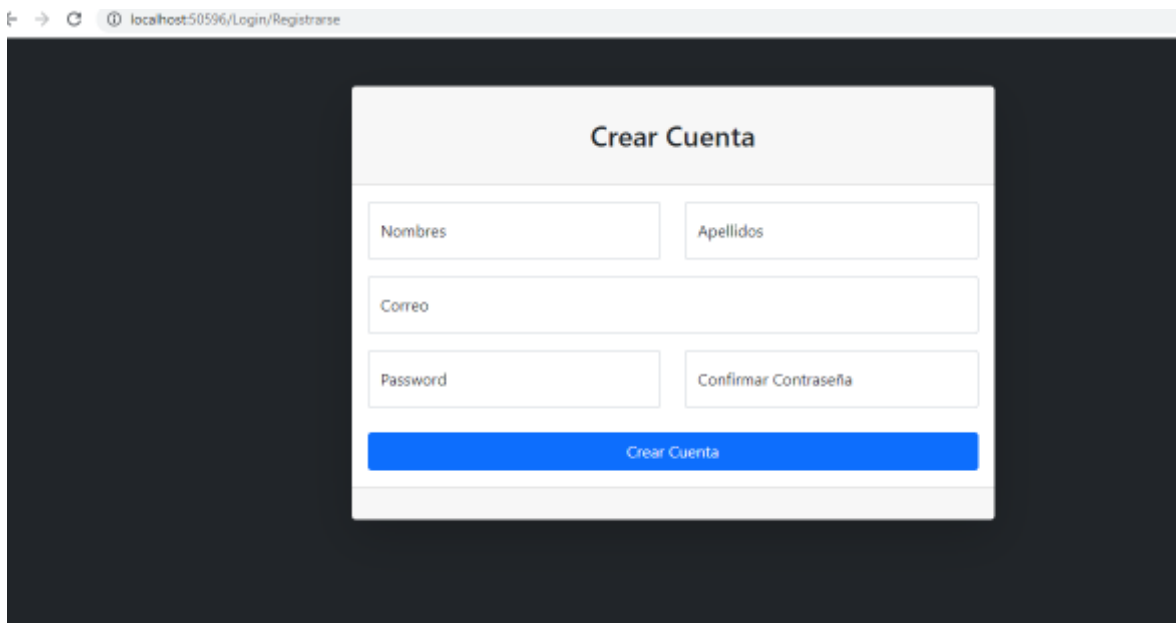 localhost:50596/Login/Registrarse
Crear Cuenta
Nombres
Apellidos
Correo
Password
Confirmar Contraseña
Crear Cuenta